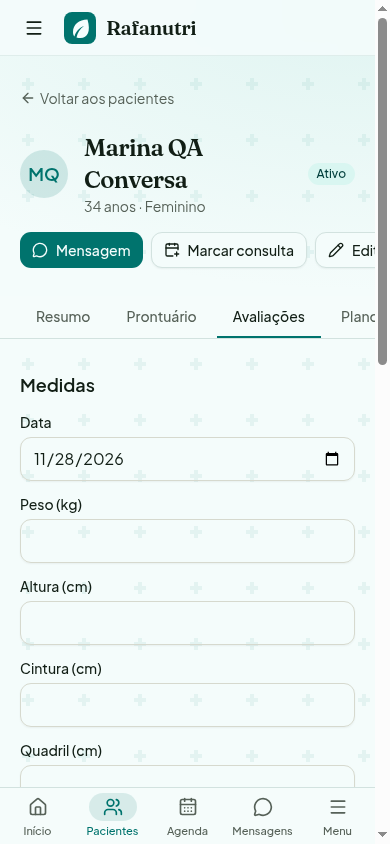 Rafanutri
Voltar aos pacientes
MQ
Marina QA
Conversa
Ativo
34 anos · Feminino
Mensagem
Marcar consulta
Edit
Resumo
Prontuário
Avaliações
Plano
Medidas
Data
11/28/2026
Peso (kg)
Altura (cm)
Cintura (cm)
Quadril (cm)
Início
Pacientes
Agenda
Mensagens
Menu